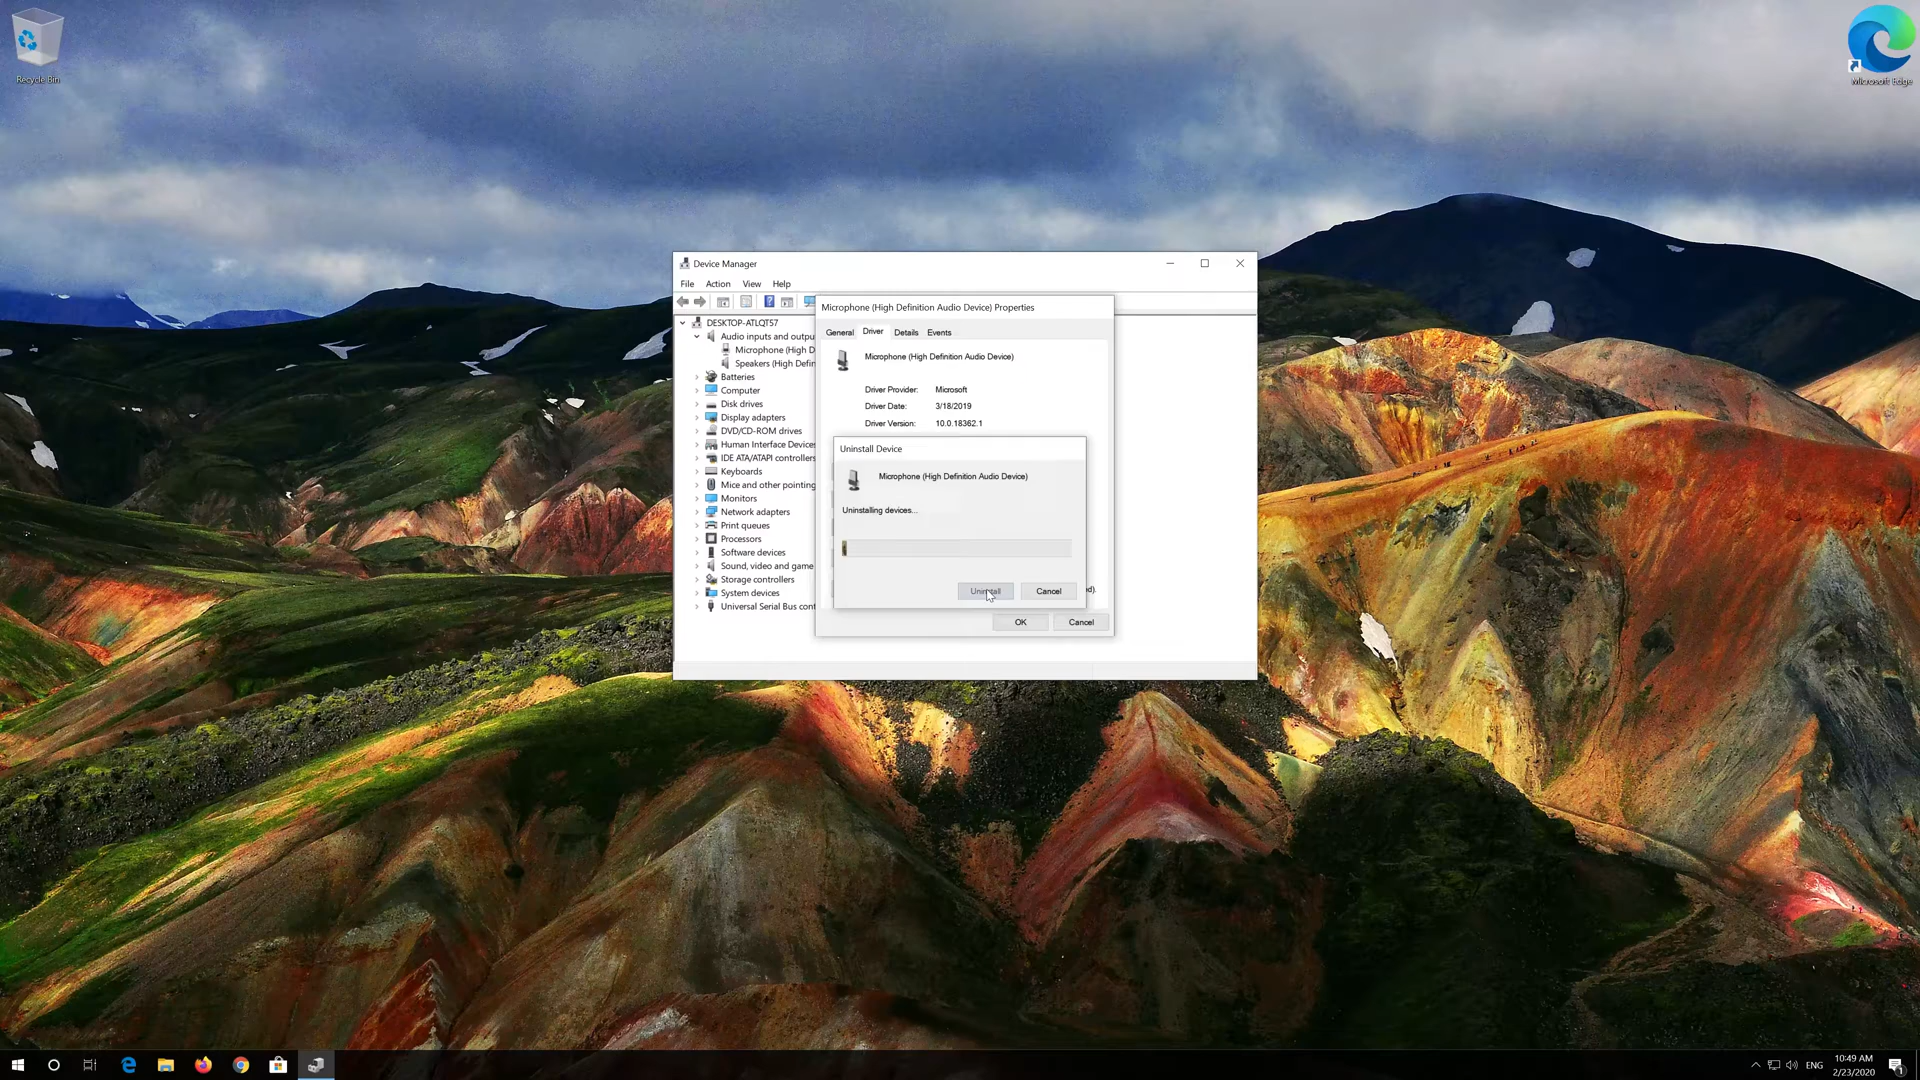 Recycle Bin
Microsoft Edge
Device Manager
File Action View Help
DESKTOP-ATLQT57
Audio inputs and outpu
Microphone (High D
Speakers (High Defin
Batteries
Computer
Disk drives
Display adapters
DVD/CD-ROM drives
Human Interface Devices
IDE ATA/ATAPI controllers
Keyboards
Mice and other pointing
Monitors
Network adapters
Print queues
Processors
Software devices
Sound, video and game
Storage controllers
System devices
Universal Serial Bus cont
Microphone (High Definition Audio Device) Properties
General Driver Details Events
Microphone (High Definition Audio Device)
Driver Provider: Microsoft
Driver Date: 3/18/2019
Driver Version: 10.0.18362.1
Uninstall Device
Microphone (High Definition Audio Device)
Uninstalling devices...
Uninstall Cancel
ed).
OK Cancel
ENG
10:49 AM
2/23/2020
1